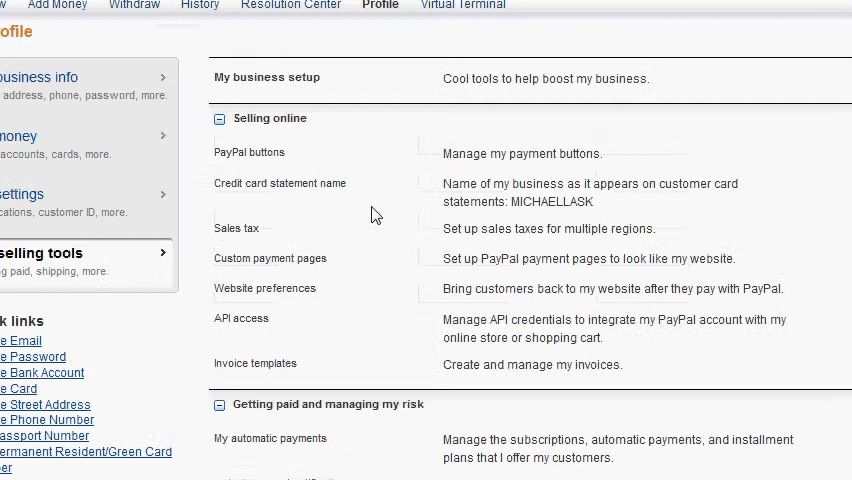 Add Money Withdraw History Resolution Center Profile Virtual Terminal
ofile
business info
address, phone, password, more.
money
accounts, cards, more.
settings
cations, customer ID, more.
selling tools
ng paid, shipping, more.
k links
e Email
e Password
e Bank Account
e Card
e Street Address
e Phone Number
assport Number
ermanent Resident/Green Card
er
My business setup Cool tools to help boost my business.
Selling online
PayPal buttons Manage my payment buttons.
Credit card statement name Name of my business as it appears on customer card
statements: MICHAELLASK
Sales tax Set up sales taxes for multiple regions.
Custom payment pages Set up PayPal payment pages to look like my website.
Website preferences Bring customers back to my website after they pay with PayPal.
API access Manage API credentials to integrate my PayPal account with my
online store or shopping cart.
Invoice templates Create and manage my invoices.
Getting paid and managing my risk
My automatic payments Manage the subscriptions, automatic payments, and installment
plans that I offer my customers.